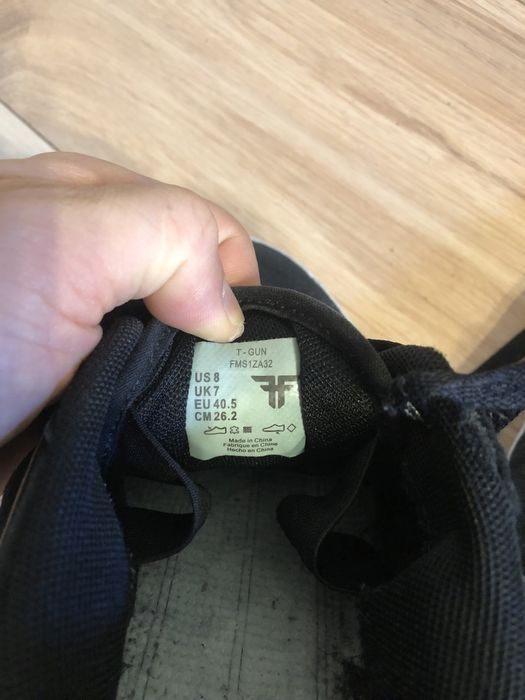 T - GUN
FMS1ZA32
US 8
UK 7
EU 40.5
CM 26.2
Made in China
Fabrique en Chine
Hecho en China